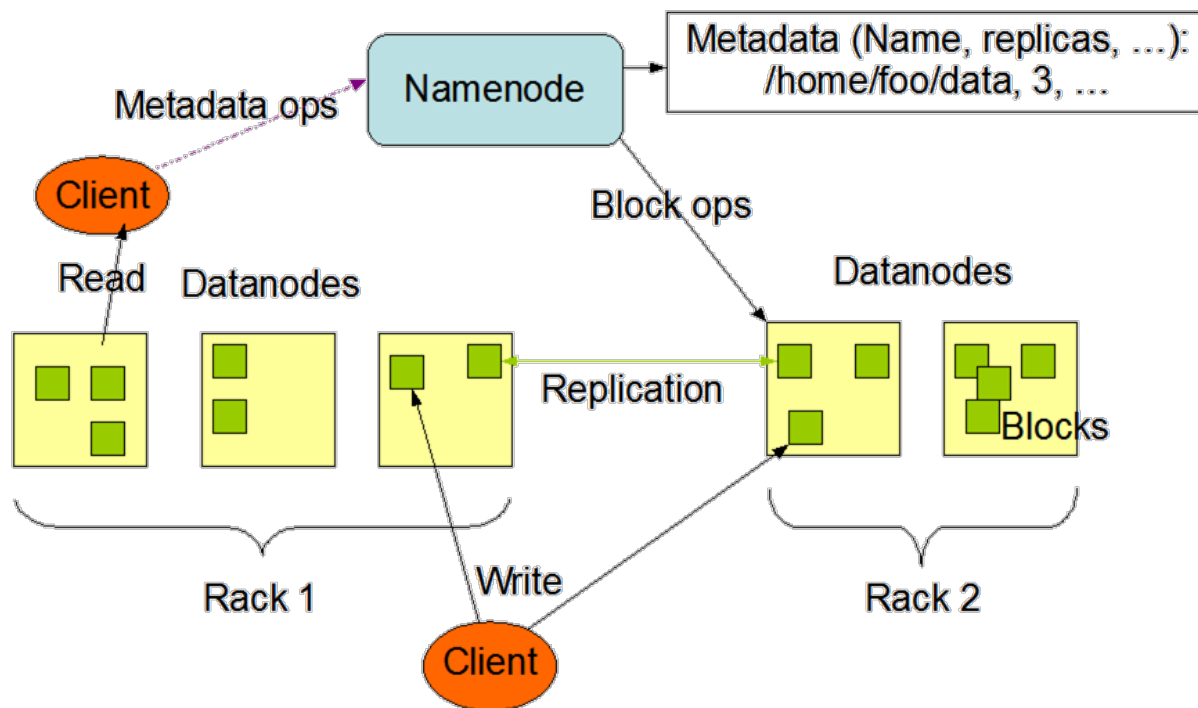 Metadata (Name, replicas, …):
/home/foo/data, 3, …
Namenode
Metadata ops
Client
Block ops
Read
Datanodes
Datanodes
Replication
Blocks
Rack 1
Write
Rack 2
Client